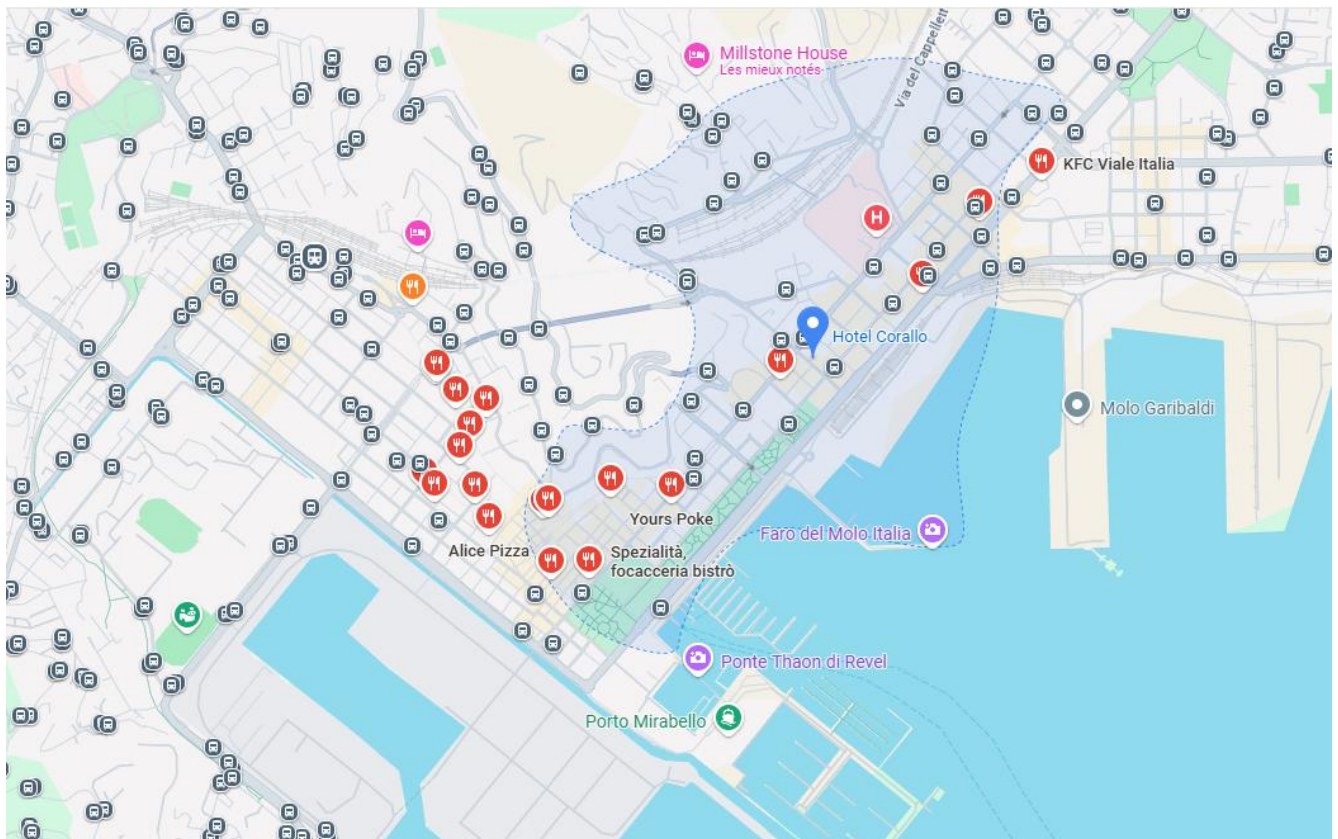 Millstone House
Les mieux notés
Via del Cappellett
KFC Viale Italia
H
Hotel Corallo
Molo Garibaldi
Yours Poke
Faro del Molo Italia
Alice Pizza
Spezialità,
focacceria bistrò
Ponte Thaon di Revel
Porto Mirabello